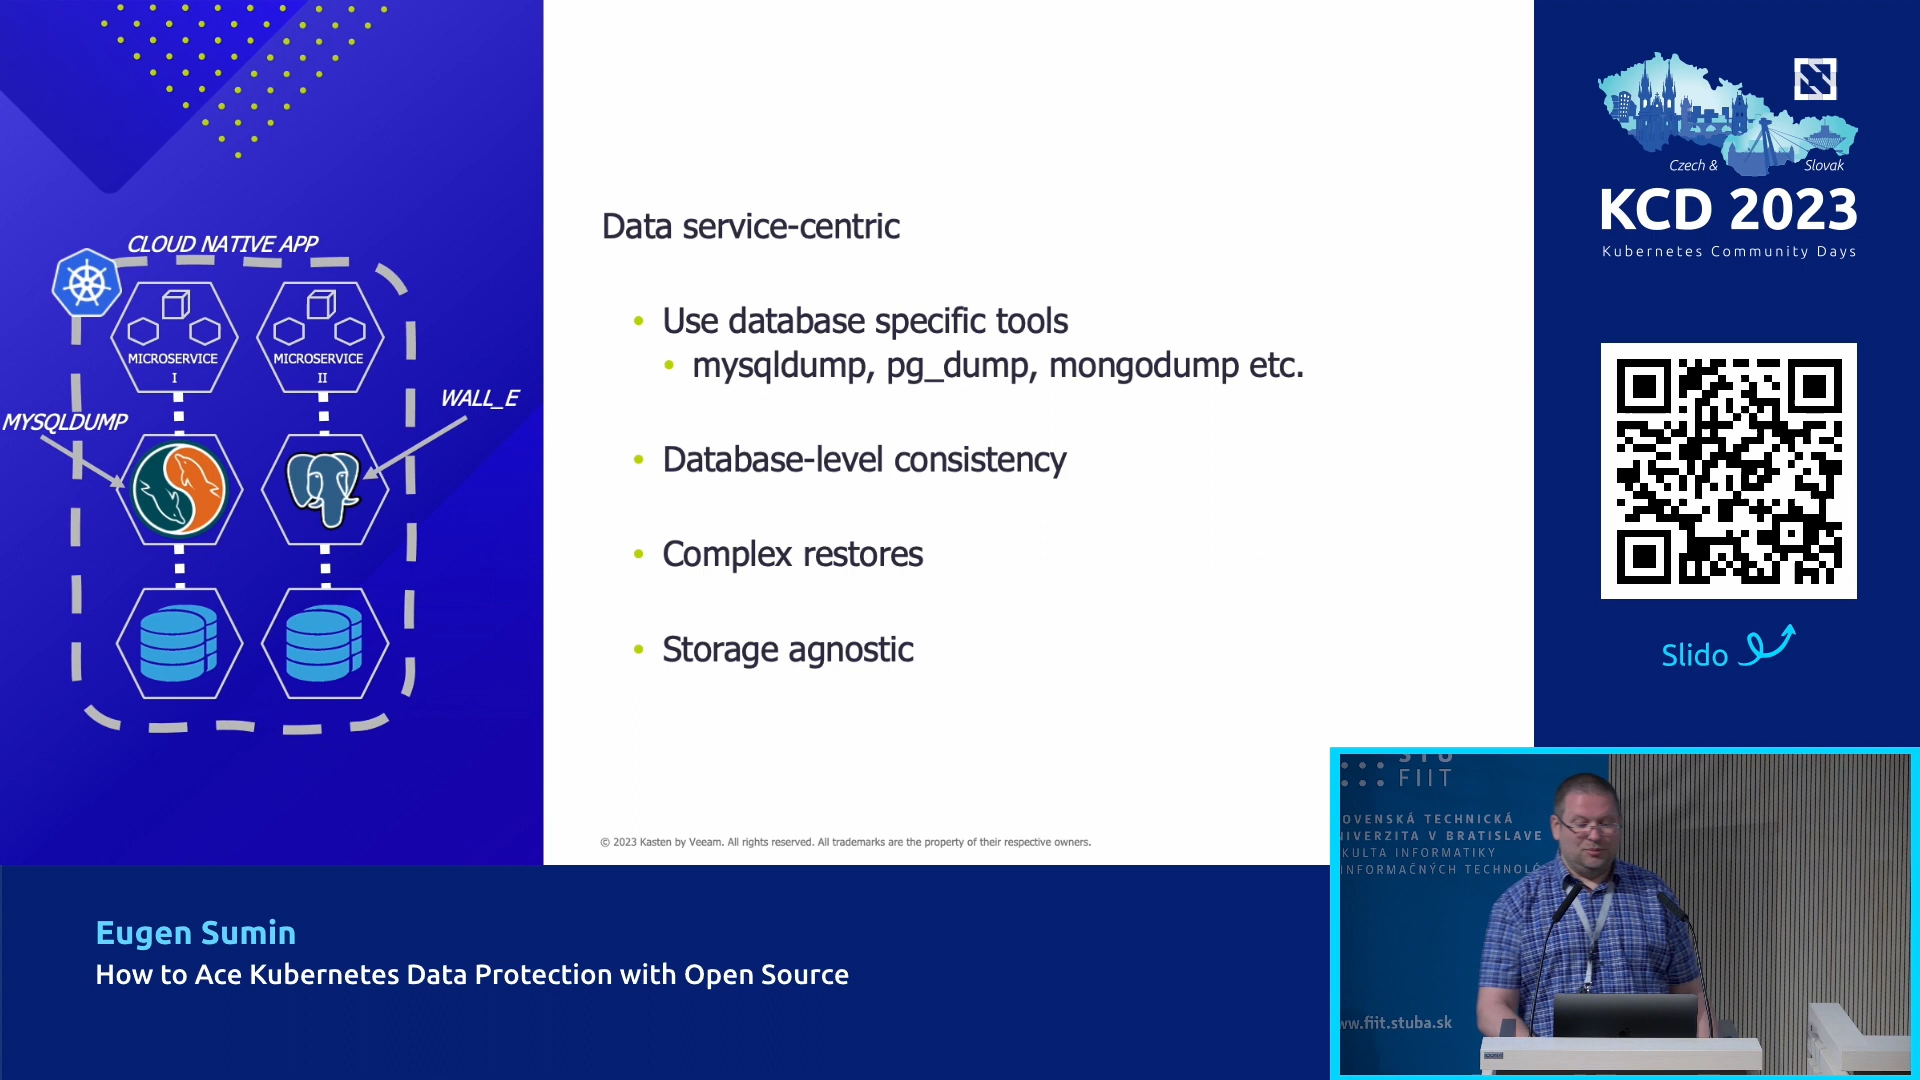 CLOUD NATIVE APP
MICROSERVICE
I
MICROSERVICE
II
MYSQLDUMP
WALL_E
Data service-centric
• Use database specific tools
• mysqldump, pg_dump, mongodump etc.
• Database-level consistency
• Complex restores
• Storage agnostic
© 2023 Kasten by Veeam. All rights reserved. All trademarks are the property of their respective owners.
Czech & Slovak
KCD 2023
Kubernetes Community Days
Slido
FIIT
OVENSKÁ TECHNICKÁ
IVERZITA V BRATISLAVE
KULTA INFORMATIKY
INFORMAČNÝCH TECHNOLÓ
ww.fiit.stuba.sk
Eugen Sumin
How to Ace Kubernetes Data Protection with Open Source